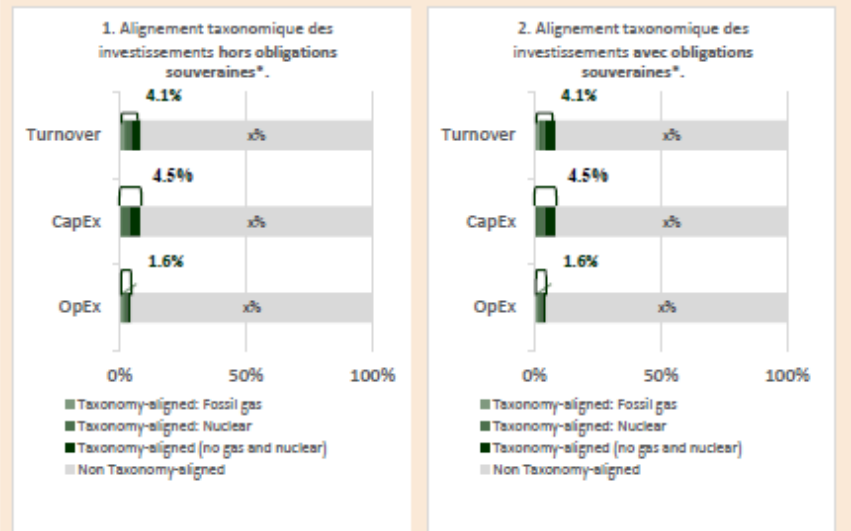 1. Alignement taxonomique des
investissements hors obligations
souveraines*.
4.1%
Turnover
x%
4.5%
CapEx
x%
1.6%
OpEx
x%
0%
50%
100%
Taxonomy-aligned: Fossil gas
Taxonomy-aligned: Nuclear
Taxonomy-aligned (no gas and nuclear)
Non Taxonomy-aligned
2. Alignement taxonomique des
investissements avec obligations
souveraines*.
4.1%
Turnover
x%
4.5%
CapEx
x%
1.6%
OpEx
x%
0%
50%
100%
Taxonomy-aligned: Fossil gas
Taxonomy-aligned: Nuclear
Taxonomy-aligned (no gas and nuclear)
Non Taxonomy-aligned